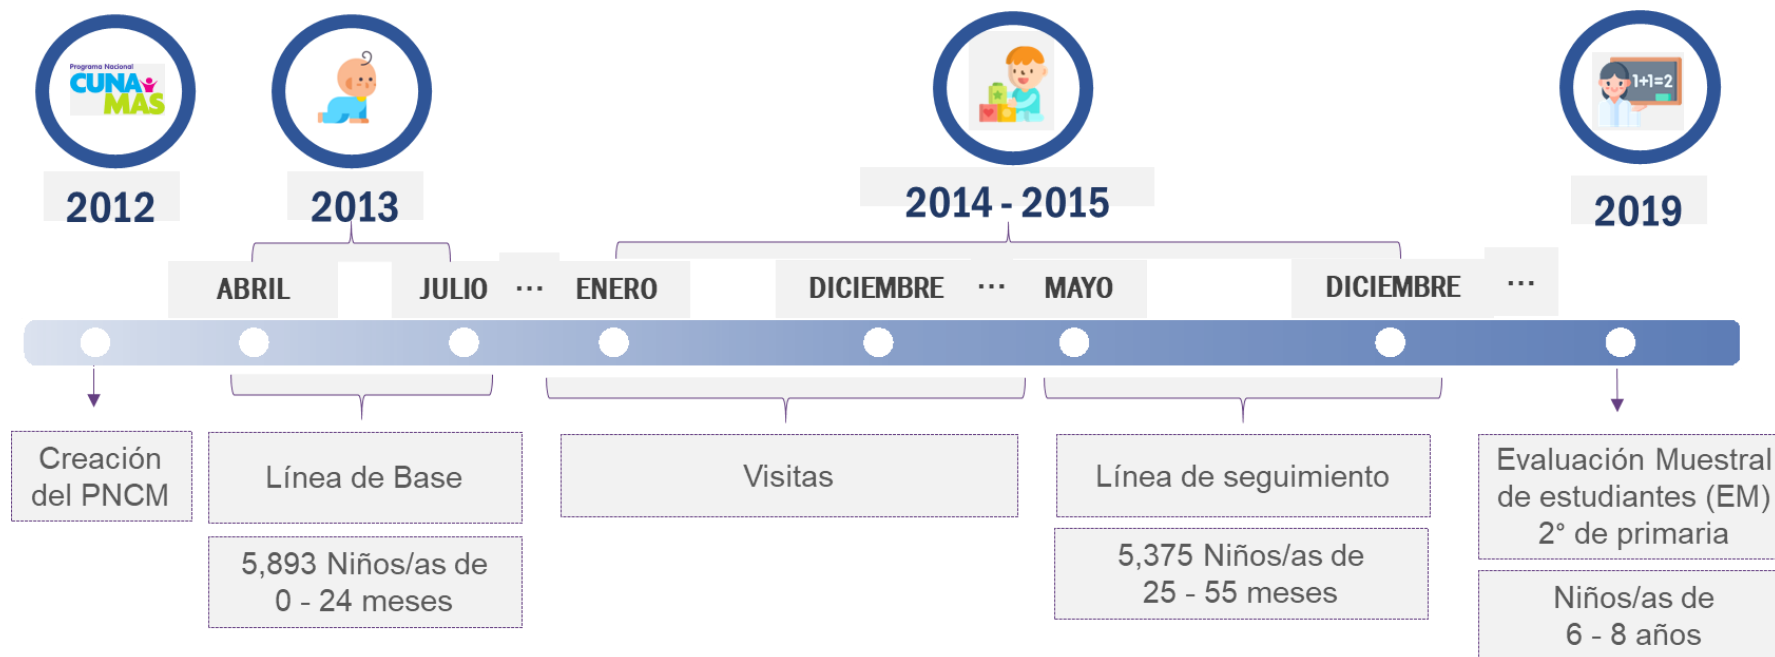 Programa Nacional
CUNA
MAS
1+1=2
2012
2013
2014 - 2015
2019
ABRIL
JULIO
...
ENERO
DICIEMBRE
...
MAYO
DICIEMBRE
...
Creación
del PNCM
Línea de Base
5,893 Niños/as de
0 - 24 meses
Visitas
Línea de seguimiento
5,375 Niños/as de
25 - 55 meses
Evaluación Muestral
de estudiantes (EM)
2° de primaria
Niños/as de
6 - 8 años